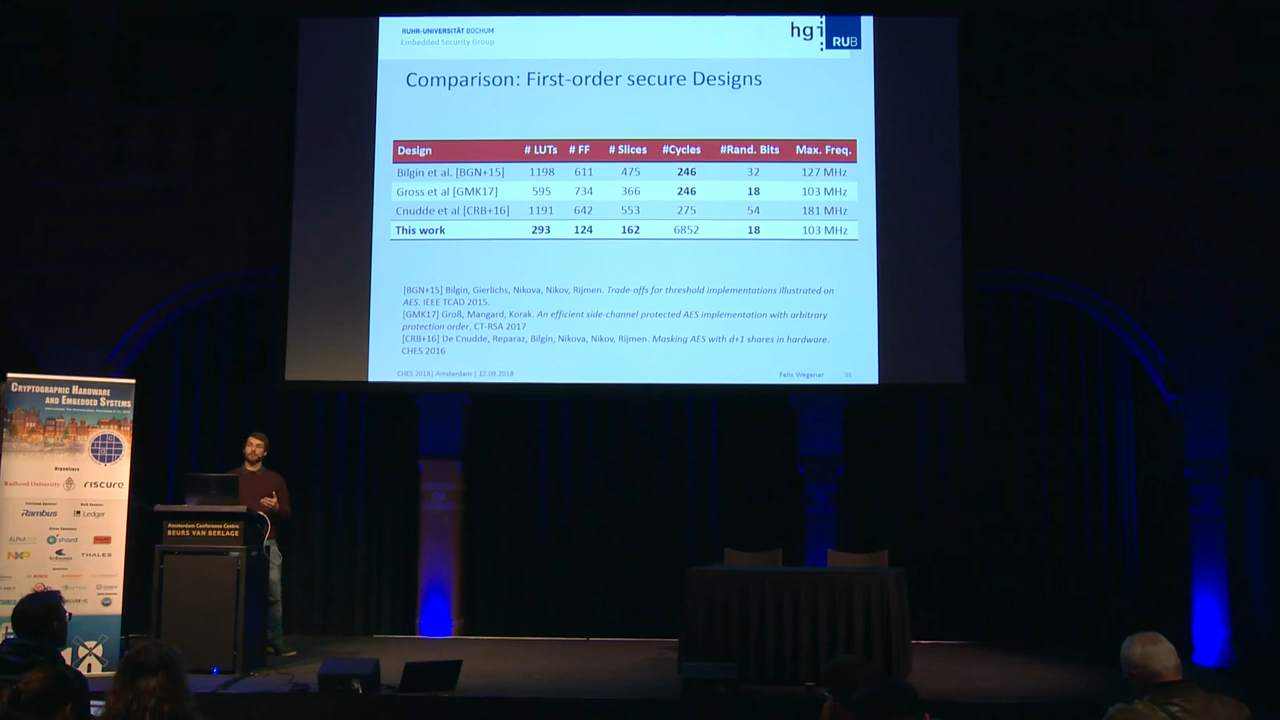 RUHR-UNIVERSITÄT BOCHUM
Embedded Security Group
hgi
RUB
Comparison: First-order secure Designs
Design # LUTs # FF # Slices #Cycles #Rand. Bits Max. Freq.
Bilgin et al. [BGN+15] 1198 611 475 246 32 127 MHz
Gross et al [GMK17] 595 734 366 246 18 103 MHz
Cnudde et al [CRB+16] 1191 642 553 275 54 181 MHz
This work 293 124 162 6852 18 103 MHz
[BGN+15] Bilgin, Gierlichs, Nikova, Nikov, Rijmen. Trade-offs for threshold implementations illustrated on
AES. IEEE TCAD 2015.
[GMK17] Groß, Mangard, Korak. An efficient side-channel protected AES implementation with arbitrary
protection order. CT-RSA 2017
[CRB+16] De Cnudde, Reparaz, Bilgin, Nikova, Nikov, Rijmen. Masking AES with d+1 shares in hardware.
CHES 2016
CHES 2018| Amsterdam | 12.09.2018 Felix Wegener
Cryptographic Hardware
and Embedded Systems
Organisers
Radboud University riscure
Rambus Ledger
eshard
NXP THALES
Amsterdam Conference Centre
BEURS VAN BERLAGE